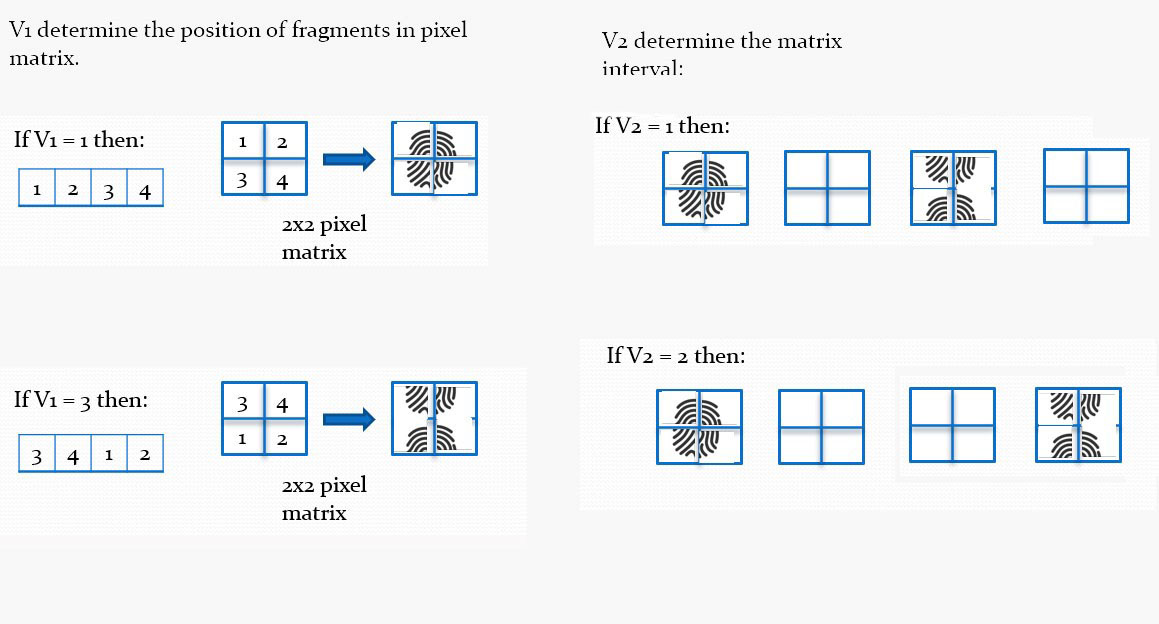 V1 determine the position of fragments in pixel
matrix.
If V1 = 1 then:
1 2 3 4
1 2
3 4
2x2 pixel
matrix
If V1 = 3 then:
3 4 1 2
3 4
1 2
2x2 pixel
matrix
V2 determine the matrix
interval:
If V2 = 1 then:
If V2 = 2 then: